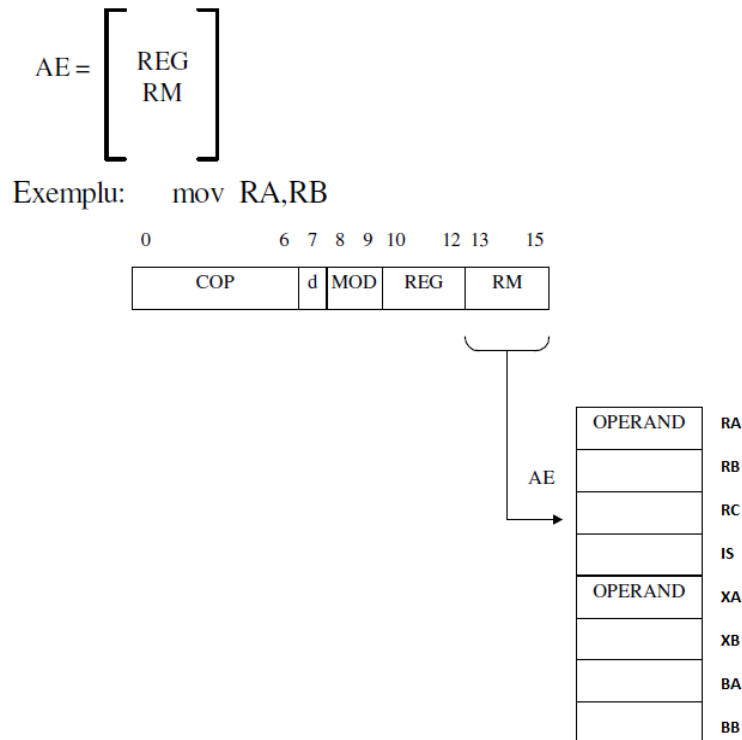 AE = REG
RM
Exemplu: mov RA,RB
0 6 7 8 9 10 12 13 15
COP d MOD REG RM
OPERAND RA
RB
AE
RC
IS
OPERAND XA
XB
BA
BB